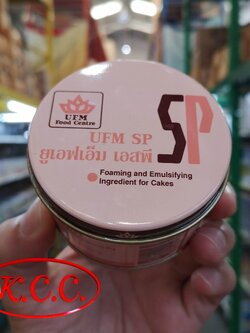 UFM
Food Centre
UFM SP
ยูเอฟเอ็ม เอสพี
SP
Foaming and Emulsifying
Ingredient for Cakes
K.C.C.